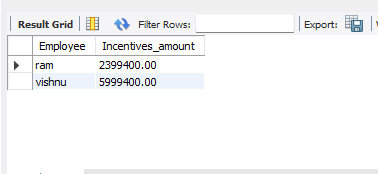 Result Grid Filter Rows: Export:
Employee Incentives_amount
ram 2399400.00
vishnu 5999400.00